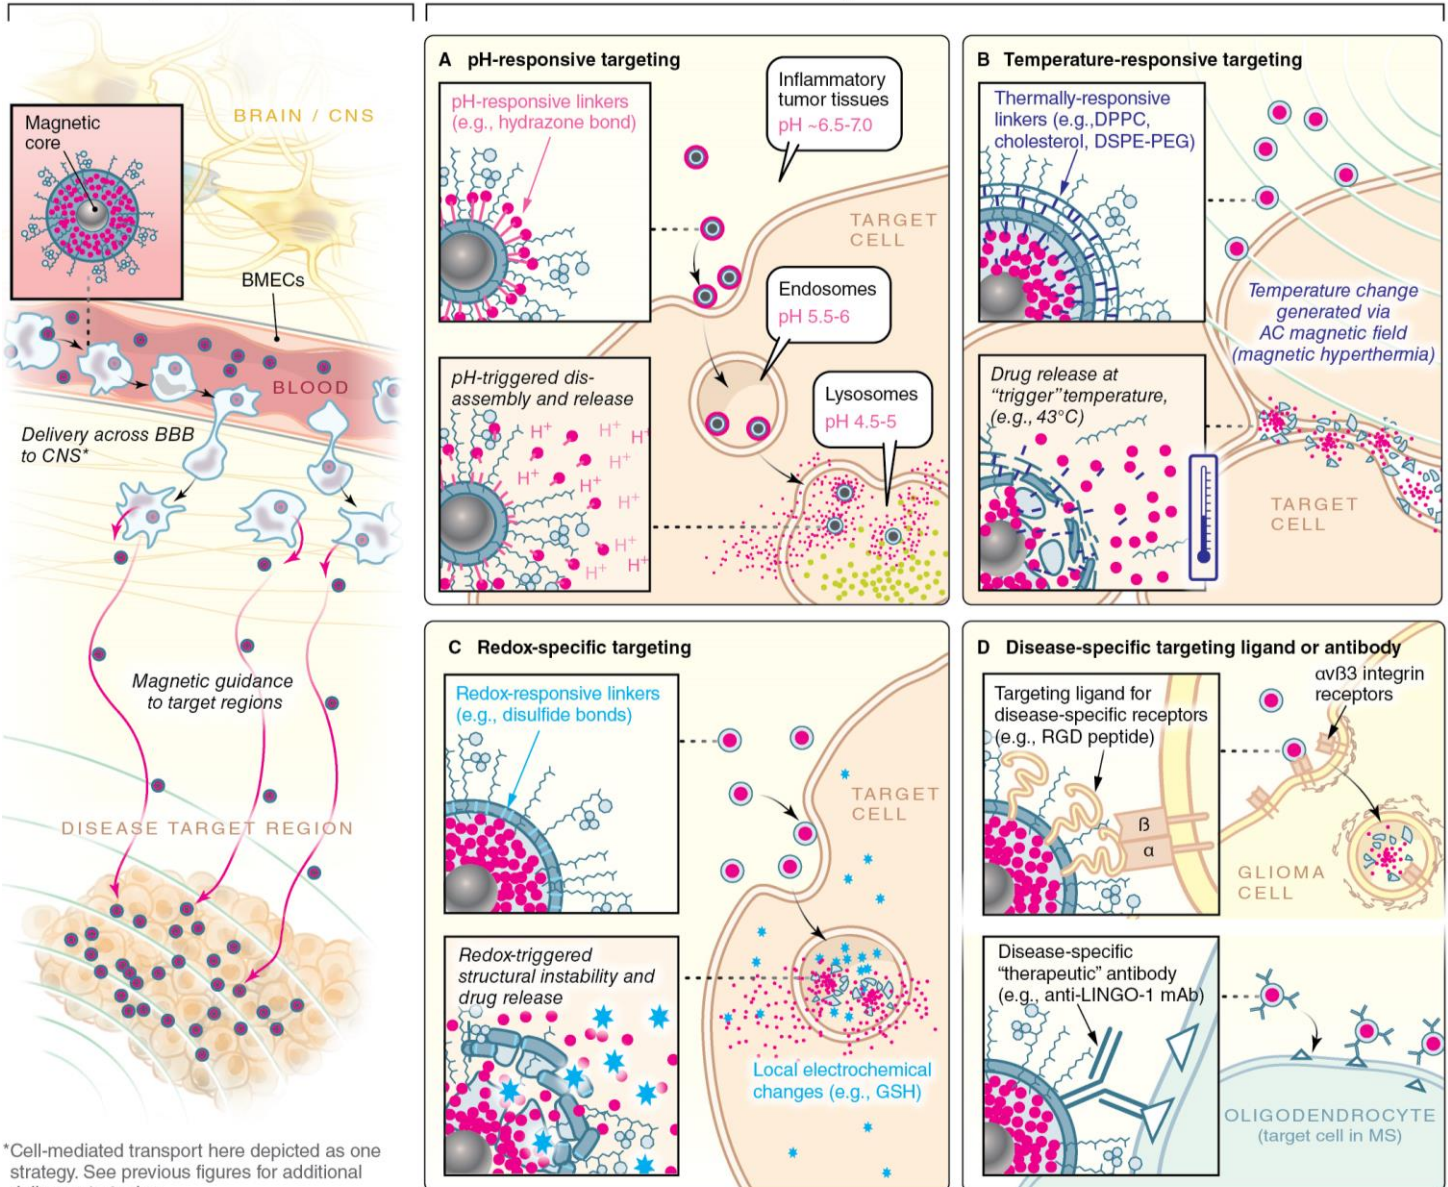 BRAIN / CNS
Magnetic
core
BMECs
BLOOD
Delivery across BBB
to CNS*
Magnetic guidance
to target regions
DISEASE TARGET REGION
*Cell-mediated transport here depicted as one
strategy. See previous figures for additional
A pH-responsive targeting
pH-responsive linkers
(e.g., hydrazone bond)
Inflammatory
tumor tissues
pH ~6.5-7.0
TARGET
CELL
Endosomes
pH 5.5-6
Lysosomes
pH 4.5-5
pH-triggered dis-
assembly and release
H+
H+
H+
H+
H+
H+
H+
H+
H+
B Temperature-responsive targeting
Thermally-responsive
linkers (e.g.,DPPC,
cholesterol, DSPE-PEG)
Temperature change
generated via
AC magnetic field
(magnetic hyperthermia)
Drug release at
“trigger” temperature,
(e.g., 43°C)
TARGET
CELL
C Redox-specific targeting
Redox-responsive linkers
(e.g., disulfide bonds)
TARGET
CELL
Redox-triggered
structural instability and
drug release
Local electrochemical
changes (e.g., GSH)
D Disease-specific targeting ligand or antibody
Targeting ligand for
disease-specific receptors
(e.g., RGD peptide)
αvß3 integrin
receptors
ß
α
GLIOMA
CELL
Disease-specific
“therapeutic” antibody
(e.g., anti-LINGO-1 mAb)
OLIGODENDROCYTE
(target cell in MS)